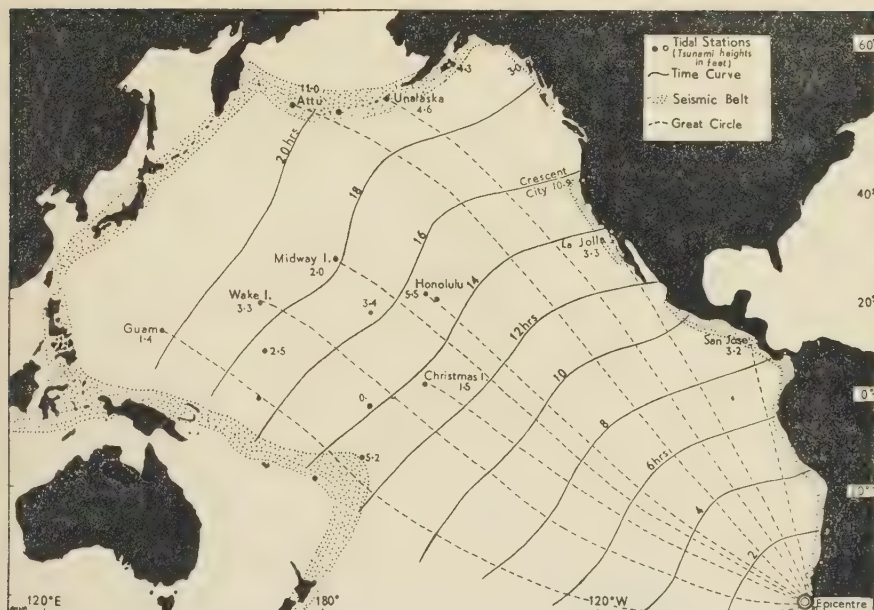 Tidal Stations
(Tsunami heights
in feet)
Time Curve
Seismic Belt
Great Circle
60°
40°
20°
0°
0°
11·0
Attu
Unalaska
4·6
4·3
3·0
20 hrs
18
16
14
12hrs
10
8
6hrs.
4
2
Crescent
City 10·9
La Jolla
3·3
Midway I.
2·0
Honolulu
5·5
3·4
Wake I.
3·3
Guam
1·4
2·5
Christmas I.
1·5
0·
San Jose
3·2
5·2
120°E
180°
120°W
Epicentre